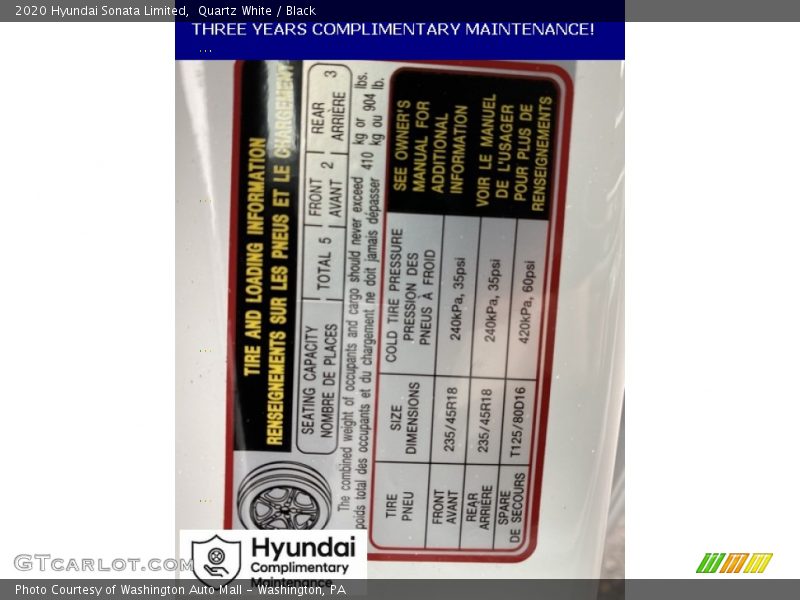 2020 Hyundai Sonata Limited, Quartz White / Black
THREE YEARS COMPLIMENTARY MAINTENANCE!
...
TIRE AND LOADING INFORMATION
RENSEIGNEMENTS SUR LES PNEUS ET LE CHARGEMENT
SEATING CAPACITY TOTAL 5 FRONT 2 REAR 3
NOMBRE DE PLACES AVANT ARRIÈRE
The combined weight of occupants and cargo should never exceed 410 kg or 904 lbs.
poids total des occupants et du chargement ne doit jamais dépasser kg ou lb.
TIRE SIZE COLD TIRE PRESSURE
PNEU DIMENSIONS PRESSION DES
PNEUS À FROID
FRONT 235/45R18 240kPa, 35psi
AVANT
REAR 235/45R18 240kPa, 35psi
ARRIÈRE
SPARE T125/80D16 420kPa, 60psi
DE SECOURS
SEE OWNER'S
MANUAL FOR
ADDITIONAL
INFORMATION
VOIR LE MANUEL
DE L'USAGER
POUR PLUS DE
RENSEIGNEMENTS
Hyundai
Complimentary
Maintenance
GTcarlot.com
Photo Courtesy of Washington Auto Mall - Washington, PA